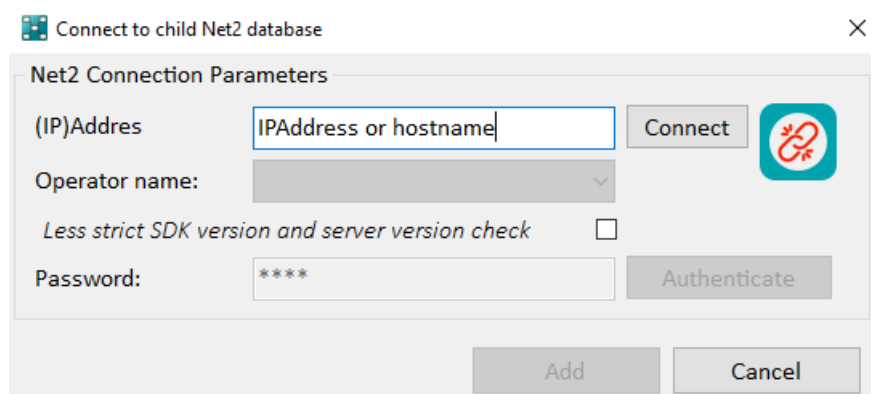 Connect to child Net2 database
Net2 Connection Parameters
(IP)Addres IPAddress or hostname Connect
Operator name:
Less strict SDK version and server version check
Password: **** Authenticate
Add Cancel